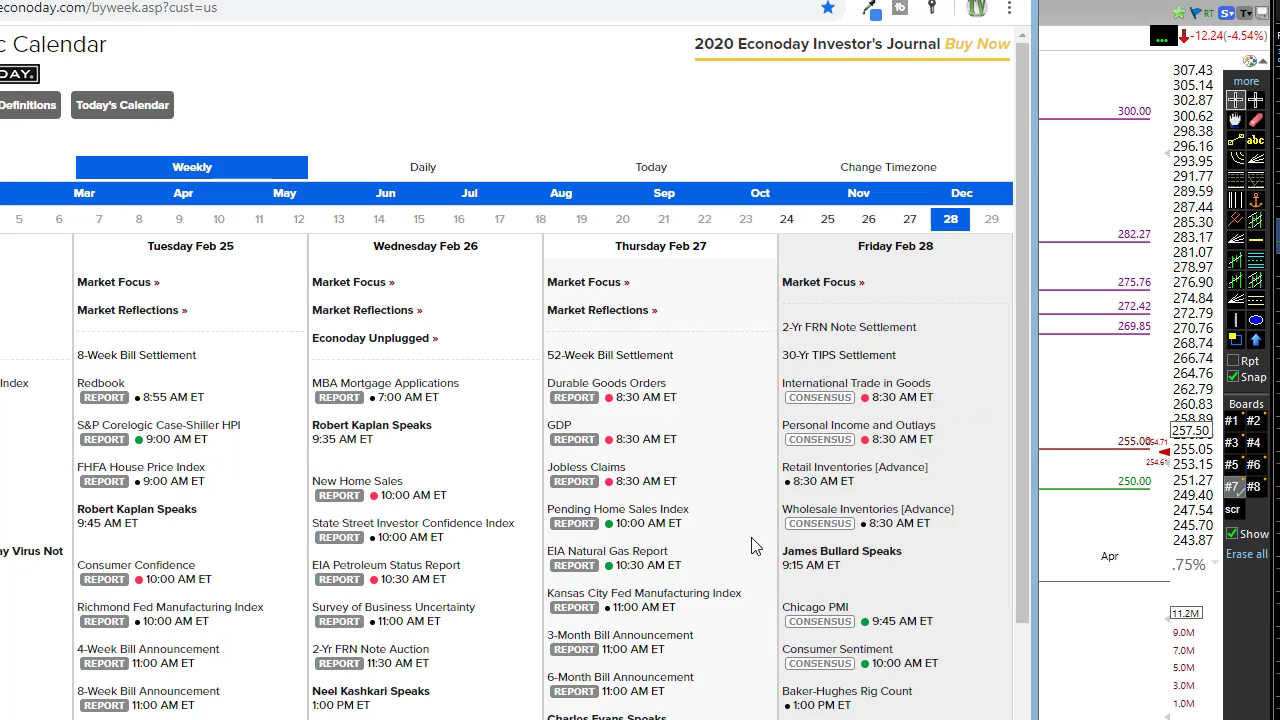 econoday.com/byweek.asp?cust=us
c Calendar
2020 Econoday Investor's Journal Buy Now
DAY.
Definitions
Today's Calendar
Weekly
Daily
Today
Change Timezone
Mar Apr May Jun Jul Aug Sep Oct Nov Dec
5 6 7 8 9 10 11 12 13 14 15 16 17 18 19 20 21 22 23 24 25 26 27 28 29
Index
ay Virus Not
Tuesday Feb 25
Market Focus »
Market Reflections »
8-Week Bill Settlement
Redbook
REPORT 8:55 AM ET
S&P Corelogic Case-Shiller HPI
REPORT 9:00 AM ET
FHFA House Price Index
REPORT 9:00 AM ET
Robert Kaplan Speaks
9:45 AM ET
Consumer Confidence
REPORT 10:00 AM ET
Richmond Fed Manufacturing Index
REPORT 10:00 AM ET
4-Week Bill Announcement
REPORT 11:00 AM ET
8-Week Bill Announcement
REPORT 11:00 AM ET
Wednesday Feb 26
Market Focus »
Market Reflections »
Econoday Unplugged »
MBA Mortgage Applications
REPORT 7:00 AM ET
Robert Kaplan Speaks
9:35 AM ET
New Home Sales
REPORT 10:00 AM ET
State Street Investor Confidence Index
REPORT 10:00 AM ET
EIA Petroleum Status Report
REPORT 10:30 AM ET
Survey of Business Uncertainty
REPORT 11:00 AM ET
2-Yr FRN Note Auction
REPORT 11:30 AM ET
Neel Kashkari Speaks
1:00 PM ET
Thursday Feb 27
Market Focus »
Market Reflections »
52-Week Bill Settlement
Durable Goods Orders
REPORT 8:30 AM ET
GDP
REPORT 8:30 AM ET
Jobless Claims
REPORT 8:30 AM ET
Pending Home Sales Index
REPORT 10:00 AM ET
EIA Natural Gas Report
REPORT 10:30 AM ET
Kansas City Fed Manufacturing Index
REPORT 11:00 AM ET
3-Month Bill Announcement
REPORT 11:00 AM ET
6-Month Bill Announcement
REPORT 11:00 AM ET
Charles Evans Speaks
Friday Feb 28
Market Focus »
2-Yr FRN Note Settlement
30-Yr TIPS Settlement
International Trade in Goods
CONSENSUS 8:30 AM ET
Personal Income and Outlays
CONSENSUS 8:30 AM ET
Retail Inventories [Advance]
8:30 AM ET
Wholesale Inventories [Advance]
CONSENSUS 8:30 AM ET
James Bullard Speaks
9:15 AM ET
Chicago PMI
CONSENSUS 9:45 AM ET
Consumer Sentiment
CONSENSUS 10:00 AM ET
Baker-Hughes Rig Count
1:00 PM ET
RT S T
-12.24(-4.54%)
300.00
282.27
275.76
272.42
269.85
255.00
254.71
254.61
250.00
Apr
307.43
305.14
302.87
300.62
298.38
296.16
293.95
291.77
289.59
287.44
285.30
283.17
281.07
278.97
276.90
274.84
272.79
270.76
268.74
266.74
264.76
262.79
260.83
258.89
257.50
255.05
253.15
251.27
249.40
247.54
245.70
243.87
.75%
11.2M
9.0M
7.0M
5.0M
3.0M
1.0M
more
abc
Rpt
Snap
Boards
#1 #2
#3 #4
#5 #6
#7 #8
scr
Show
Erase all